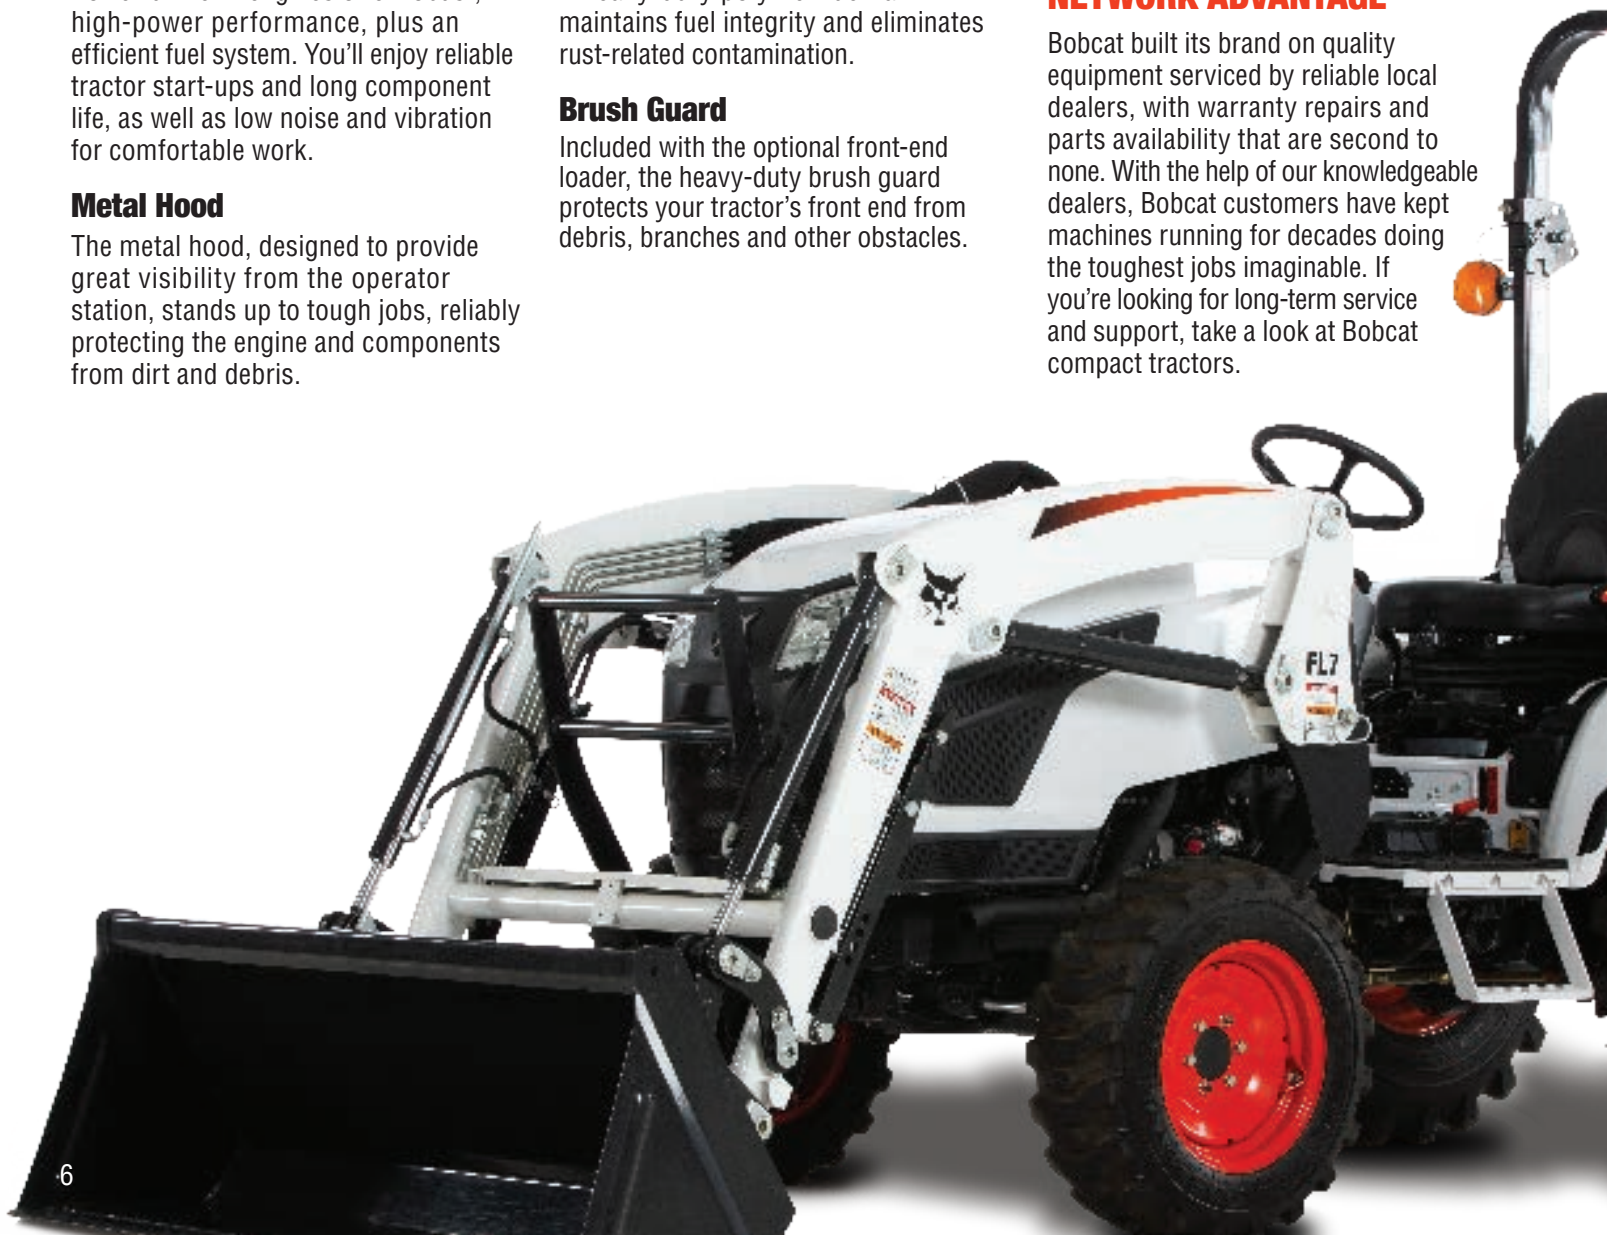 high-power performance, plus an
efficient fuel system. You’ll enjoy reliable
tractor start-ups and long component
life, as well as low noise and vibration
for comfortable work.
Metal Hood
The metal hood, designed to provide
great visibility from the operator
station, stands up to tough jobs, reliably
protecting the engine and components
from dirt and debris.
maintains fuel integrity and eliminates
rust-related contamination.
Brush Guard
Included with the optional front-end
loader, the heavy-duty brush guard
protects your tractor’s front end from
debris, branches and other obstacles.
NETWORK ADVANTAGE
Bobcat built its brand on quality
equipment serviced by reliable local
dealers, with warranty repairs and
parts availability that are second to
none. With the help of our knowledgeable
dealers, Bobcat customers have kept
machines running for decades doing
the toughest jobs imaginable. If
you’re looking for long-term service
and support, take a look at Bobcat
compact tractors.
FL7
6